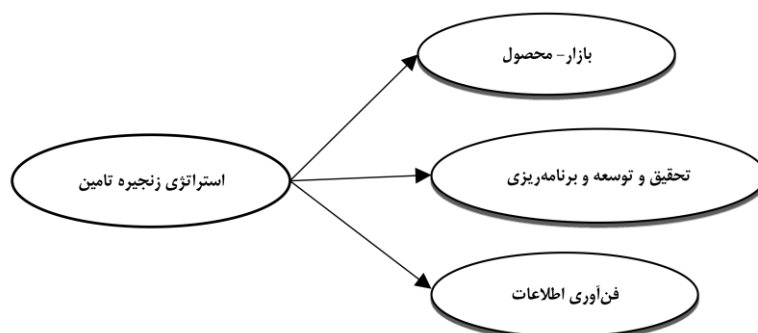 بازار- محصول
تحقیق و توسعه و برنامه‌ریزی
استراتژی زنجیره تامین
فن‌آوری اطلاعات